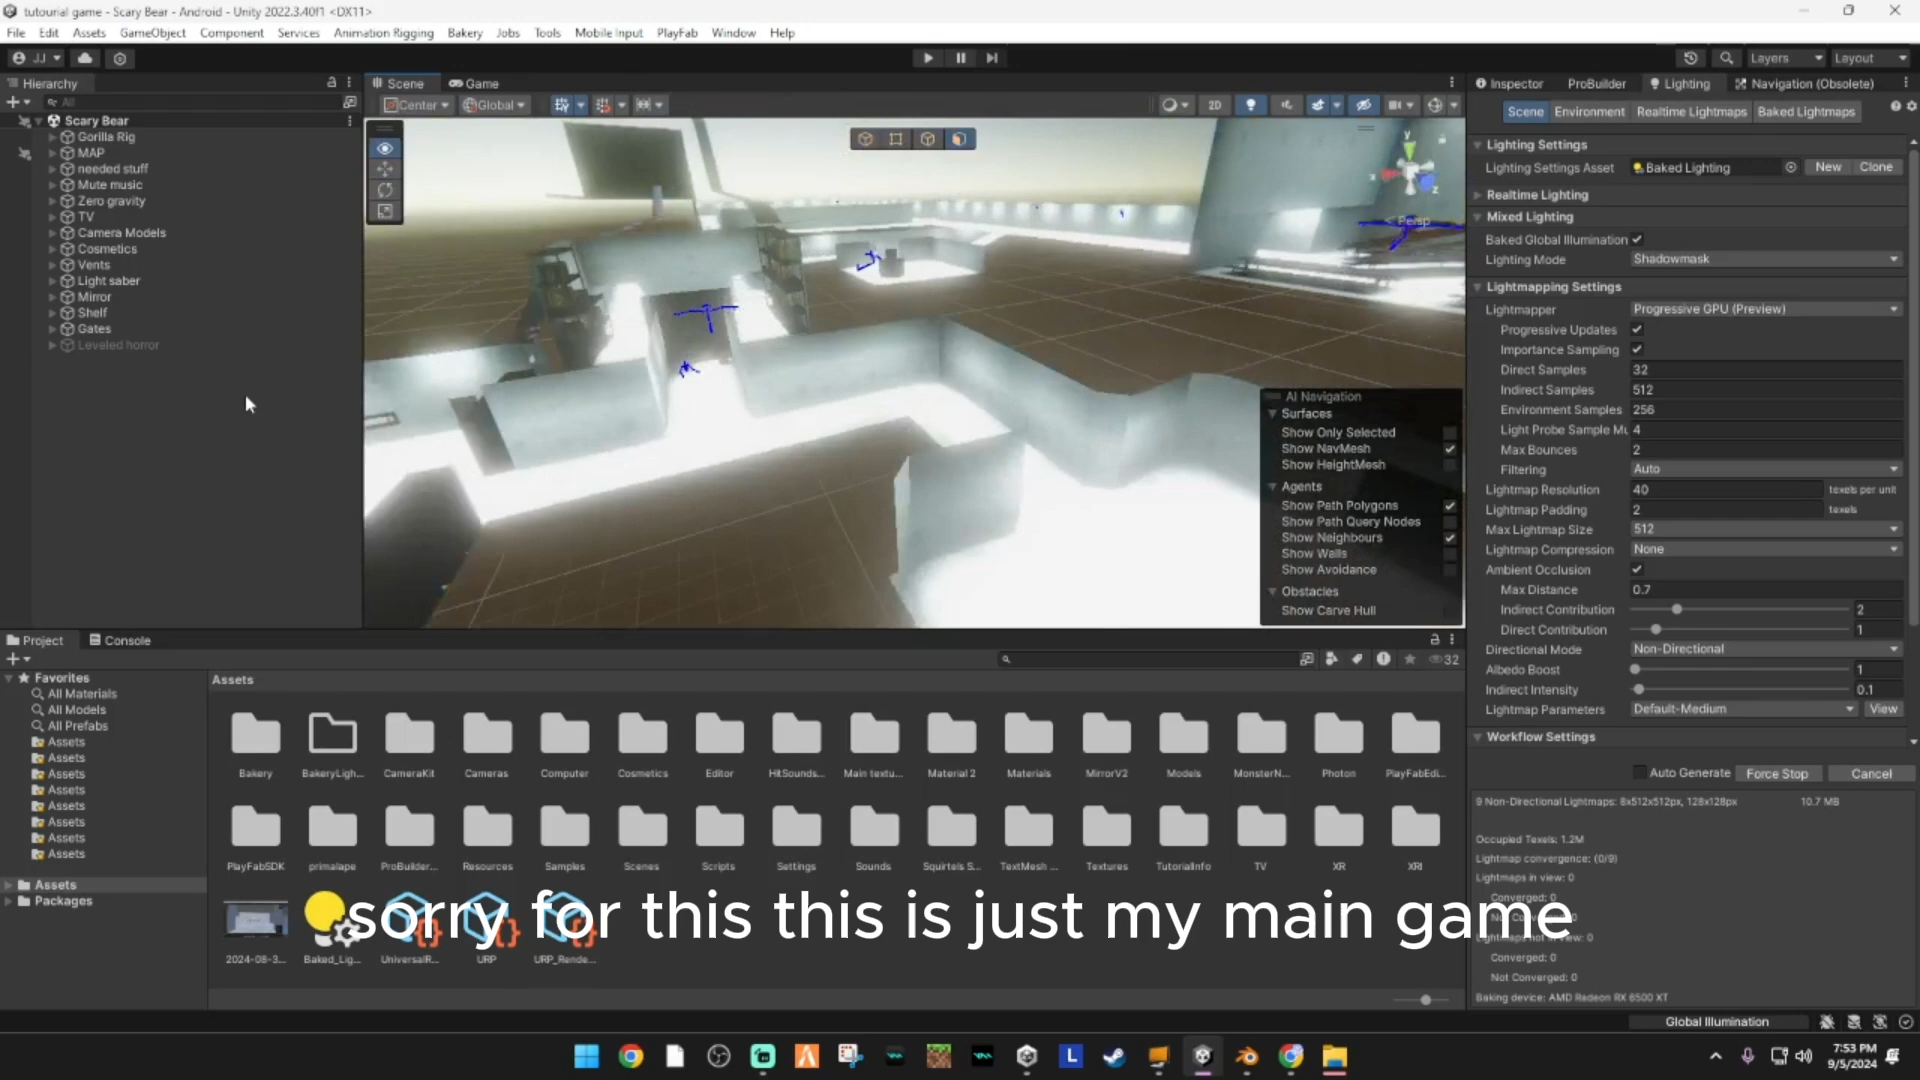 tutourial game - Scary Bear - Android - Unity 2022.3.40f1 <DX11>
File Edit Assets GameObject Component Services Animation Rigging Bakery Jobs Tools Mobile Input PlayFab Window Help
JJ
Layers Layout
Hierarchy
Scene Game
Inspector ProBuilder Lighting Navigation (Obsolete)
All
Center Global
2D
Scene Environment Realtime Lightmaps Baked Lightmaps
Scary Bear
Gorilla Rig
MAP
needed stuff
Mute music
Zero gravity
TV
Camera Models
Cosmetics
Vents
Light saber
Mirror
Shelf
Gates
Leveled horror
y
x
z
Persp
AI Navigation
Surfaces
Show Only Selected
Show NavMesh
Show HeightMesh
Agents
Show Path Polygons
Show Path Query Nodes
Show Neighbours
Show Walls
Show Avoidance
Obstacles
Show Carve Hull
Lighting Settings
Lighting Settings Asset Baked Lighting New Clone
Realtime Lighting
Mixed Lighting
Baked Global Illumination
Lighting Mode Shadowmask
Lightmapping Settings
Lightmapper Progressive GPU (Preview)
Progressive Updates
Importance Sampling
Direct Samples 32
Indirect Samples 512
Environment Samples 256
Light Probe Sample Mu 4
Max Bounces 2
Filtering Auto
Lightmap Resolution 40 texels per unit
Lightmap Padding 2 texels
Max Lightmap Size 512
Lightmap Compression None
Ambient Occlusion
Max Distance 0.7
Indirect Contribution 2
Direct Contribution 1
Directional Mode Non-Directional
Albedo Boost 1
Indirect Intensity 0.1
Lightmap Parameters Default-Medium View
Workflow Settings
Auto Generate Force Stop Cancel
9 Non-Directional Lightmaps: 8x512x512px, 128x128px 10.7 MB
Occupied Texels: 1.2M
Lightmap convergence: (0/9)
Lightmaps in view: 0
Converged: 0
Not Converged: 0
Lightmaps not in view: 0
Converged: 0
Not Converged: 0
Baking device: AMD Radeon RX 6500 XT
Global Illumination
Project Console
32
Favorites
All Materials
All Models
All Prefabs
Assets
Assets
Assets
Assets
Assets
Assets
Assets
Assets
Assets
Packages
Assets
Bakery BakeryLigh... CameraKit Cameras Computer Cosmetics Editor HitSounds... Main textu... Material 2 Materials MirrorV2 Models MonsterN... Photon PlayFabEdi...
PlayFabSDK primalape ProBuilder... Resources Samples Scenes Scripts Settings Sounds Squirtels S... TextMesh ... Textures TutorialInfo TV XR XRI
2024-08-3... Baked_Lig... UniversalR... URP URP_Rende...
sorry for this this is just my main game
7:53 PM
9/5/2024